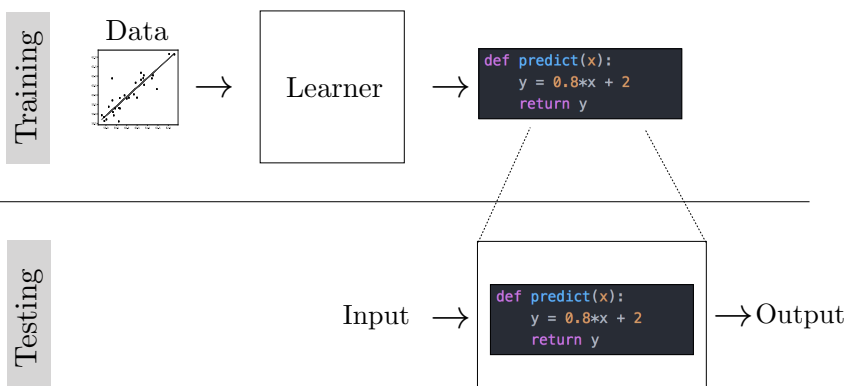 Training
Data
Learner
def predict(x):
    y = 0.8*x + 2
    return y
Testing
Input
def predict(x):
    y = 0.8*x + 2
    return y
Output